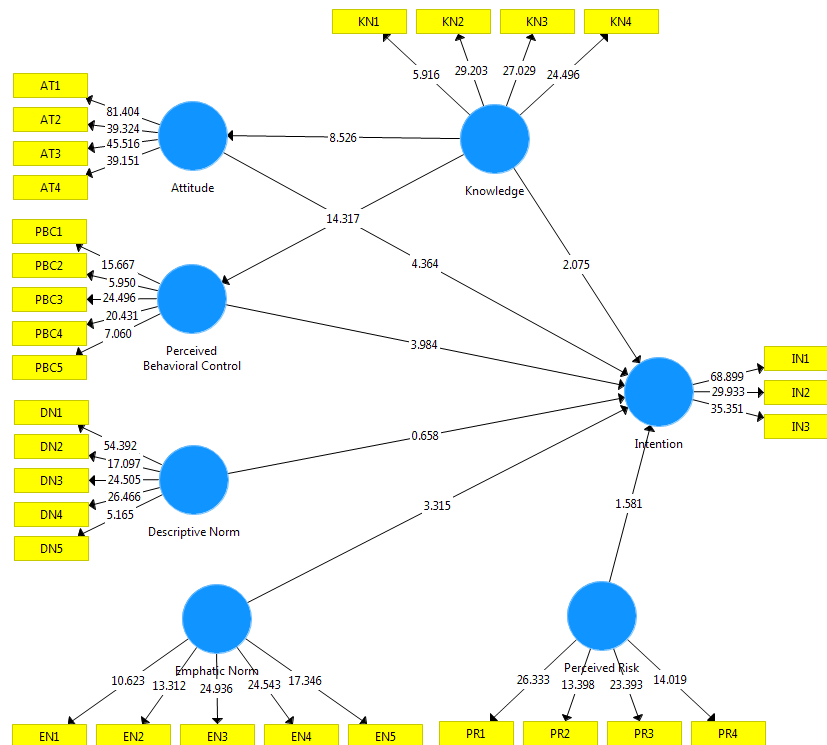 KN1 KN2 KN3 KN4
5.916 29.203 27.029 24.496
AT1
AT2
AT3
AT4
81.404
39.324
45.516
39.151
Attitude
8.526
Knowledge
14.317
4.364
2.075
PBC1
PBC2
PBC3
PBC4
PBC5
15.667
5.950
24.496
20.431
7.060
Perceived
Behavioral Control
3.984
IN1
IN2
IN3
68.899
29.933
35.351
Intention
DN1
DN2
DN3
DN4
DN5
54.392
17.097
24.505
26.466
5.165
Descriptive Norm
0.658
3.315
1.581
Emphatic Norm
10.623 13.312 24.936 24.543 17.346
EN1 EN2 EN3 EN4 EN5
Perceived Risk
26.333 13.398 23.393 14.019
PR1 PR2 PR3 PR4